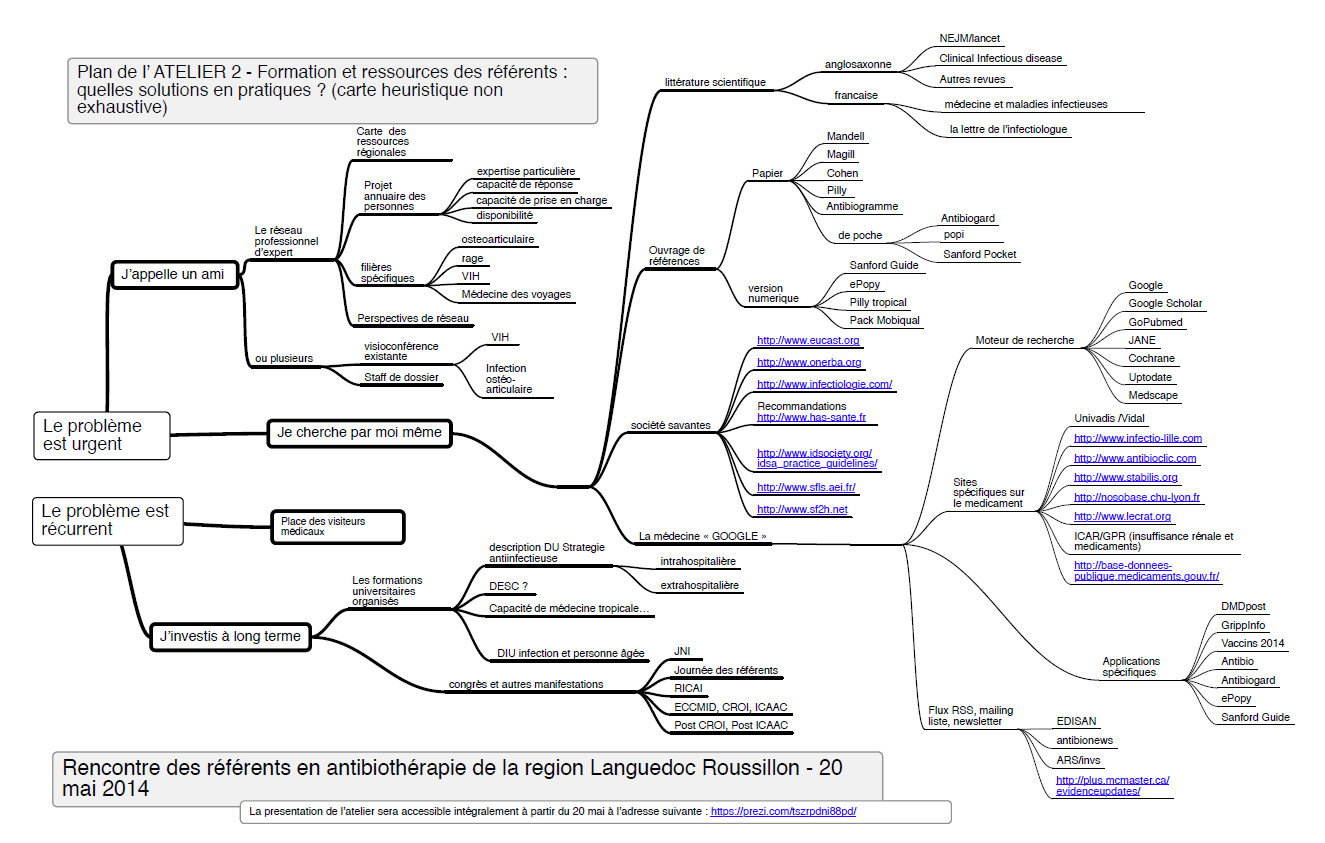 Plan de l' ATELIER 2 - Formation et ressources des référents :
quelles solutions en pratiques ? (carte heuristique non
exhaustive)
Le problème
est urgent
J'appelle un ami
Le réseau
professionnel
d'expert
Carte des
ressources
régionales
Projet
annuaire des
personnes
expertise particulière
capacité de réponse
capacité de prise en charge
disponibilité
filières
spécifiques
osteoarticulaire
rage
VIH
Médecine des voyages
Perspectives de réseau
ou plusieurs
visioconférence
existante
VIH
Infection
ostéo-
articulaire
Staff de dossier
Je cherche par moi même
littérature scientifique
anglosaxonne
NEJM/lancet
Clinical Infectious disease
Autres revues
francaise
médecine et maladies infectieuses
la lettre de l'infectiologue
Ouvrage de
références
Papier
Mandell
Magill
Cohen
Pilly
Antibiogramme
de poche
Antibiogard
popi
Sanford Pocket
version
numerique
Sanford Guide
ePopy
Pilly tropical
Pack Mobiqual
société savantes
http://www.eucast.org
http://www.onerba.org
http://www.infectiologie.com/
Recommandations
http://www.has-sante.fr
http://www.idsociety.org/
idsa_practice_guidelines/
http://www.sfls.aei.fr/
http://www.sf2h.net
La médecine « GOOGLE »
Moteur de recherche
Google
Google Scholar
GoPubmed
JANE
Cochrane
Uptodate
Medscape
Sites
spécifiques sur
le medicament
Univadis /Vidal
http://www.infectio-lille.com
http://www.antibioclic.com
http://www.stabilis.org
http://nosobase.chu-lyon.fr
http://www.lecrat.org
ICAR/GPR (insuffisance rénale et
medicaments)
http://base-donnees-
publique.medicaments.gouv.fr/
Applications
spécifiques
DMDpost
GrippInfo
Vaccins 2014
Antibio
Antibiogard
ePopy
Sanford Guide
Flux RSS, mailing
liste, newsletter
EDISAN
antibionews
ARS/invs
http://plus.mcmaster.ca/
evidenceupdates/
Le problème est
récurrent
Place des visiteurs
médicaux
J'investis à long terme
Les formations
universitaires
organisés
description DU Strategie
antiinfectieuse
intrahospitalière
extrahospitalière
DESC ?
Capacité de médecine tropicale…
DIU infection et personne âgée
congrès et autres manifestations
JNI
Journée des référents
RICAI
ECCMID, CROI, ICAAC
Post CROI, Post ICAAC
Rencontre des référents en antibiothérapie de la region Languedoc Roussillon - 20
mai 2014
La presentation de l'atelier sera accessible intégralement à partir du 20 mai à l'adresse suivante : https://prezi.com/tszrpdni88pd/